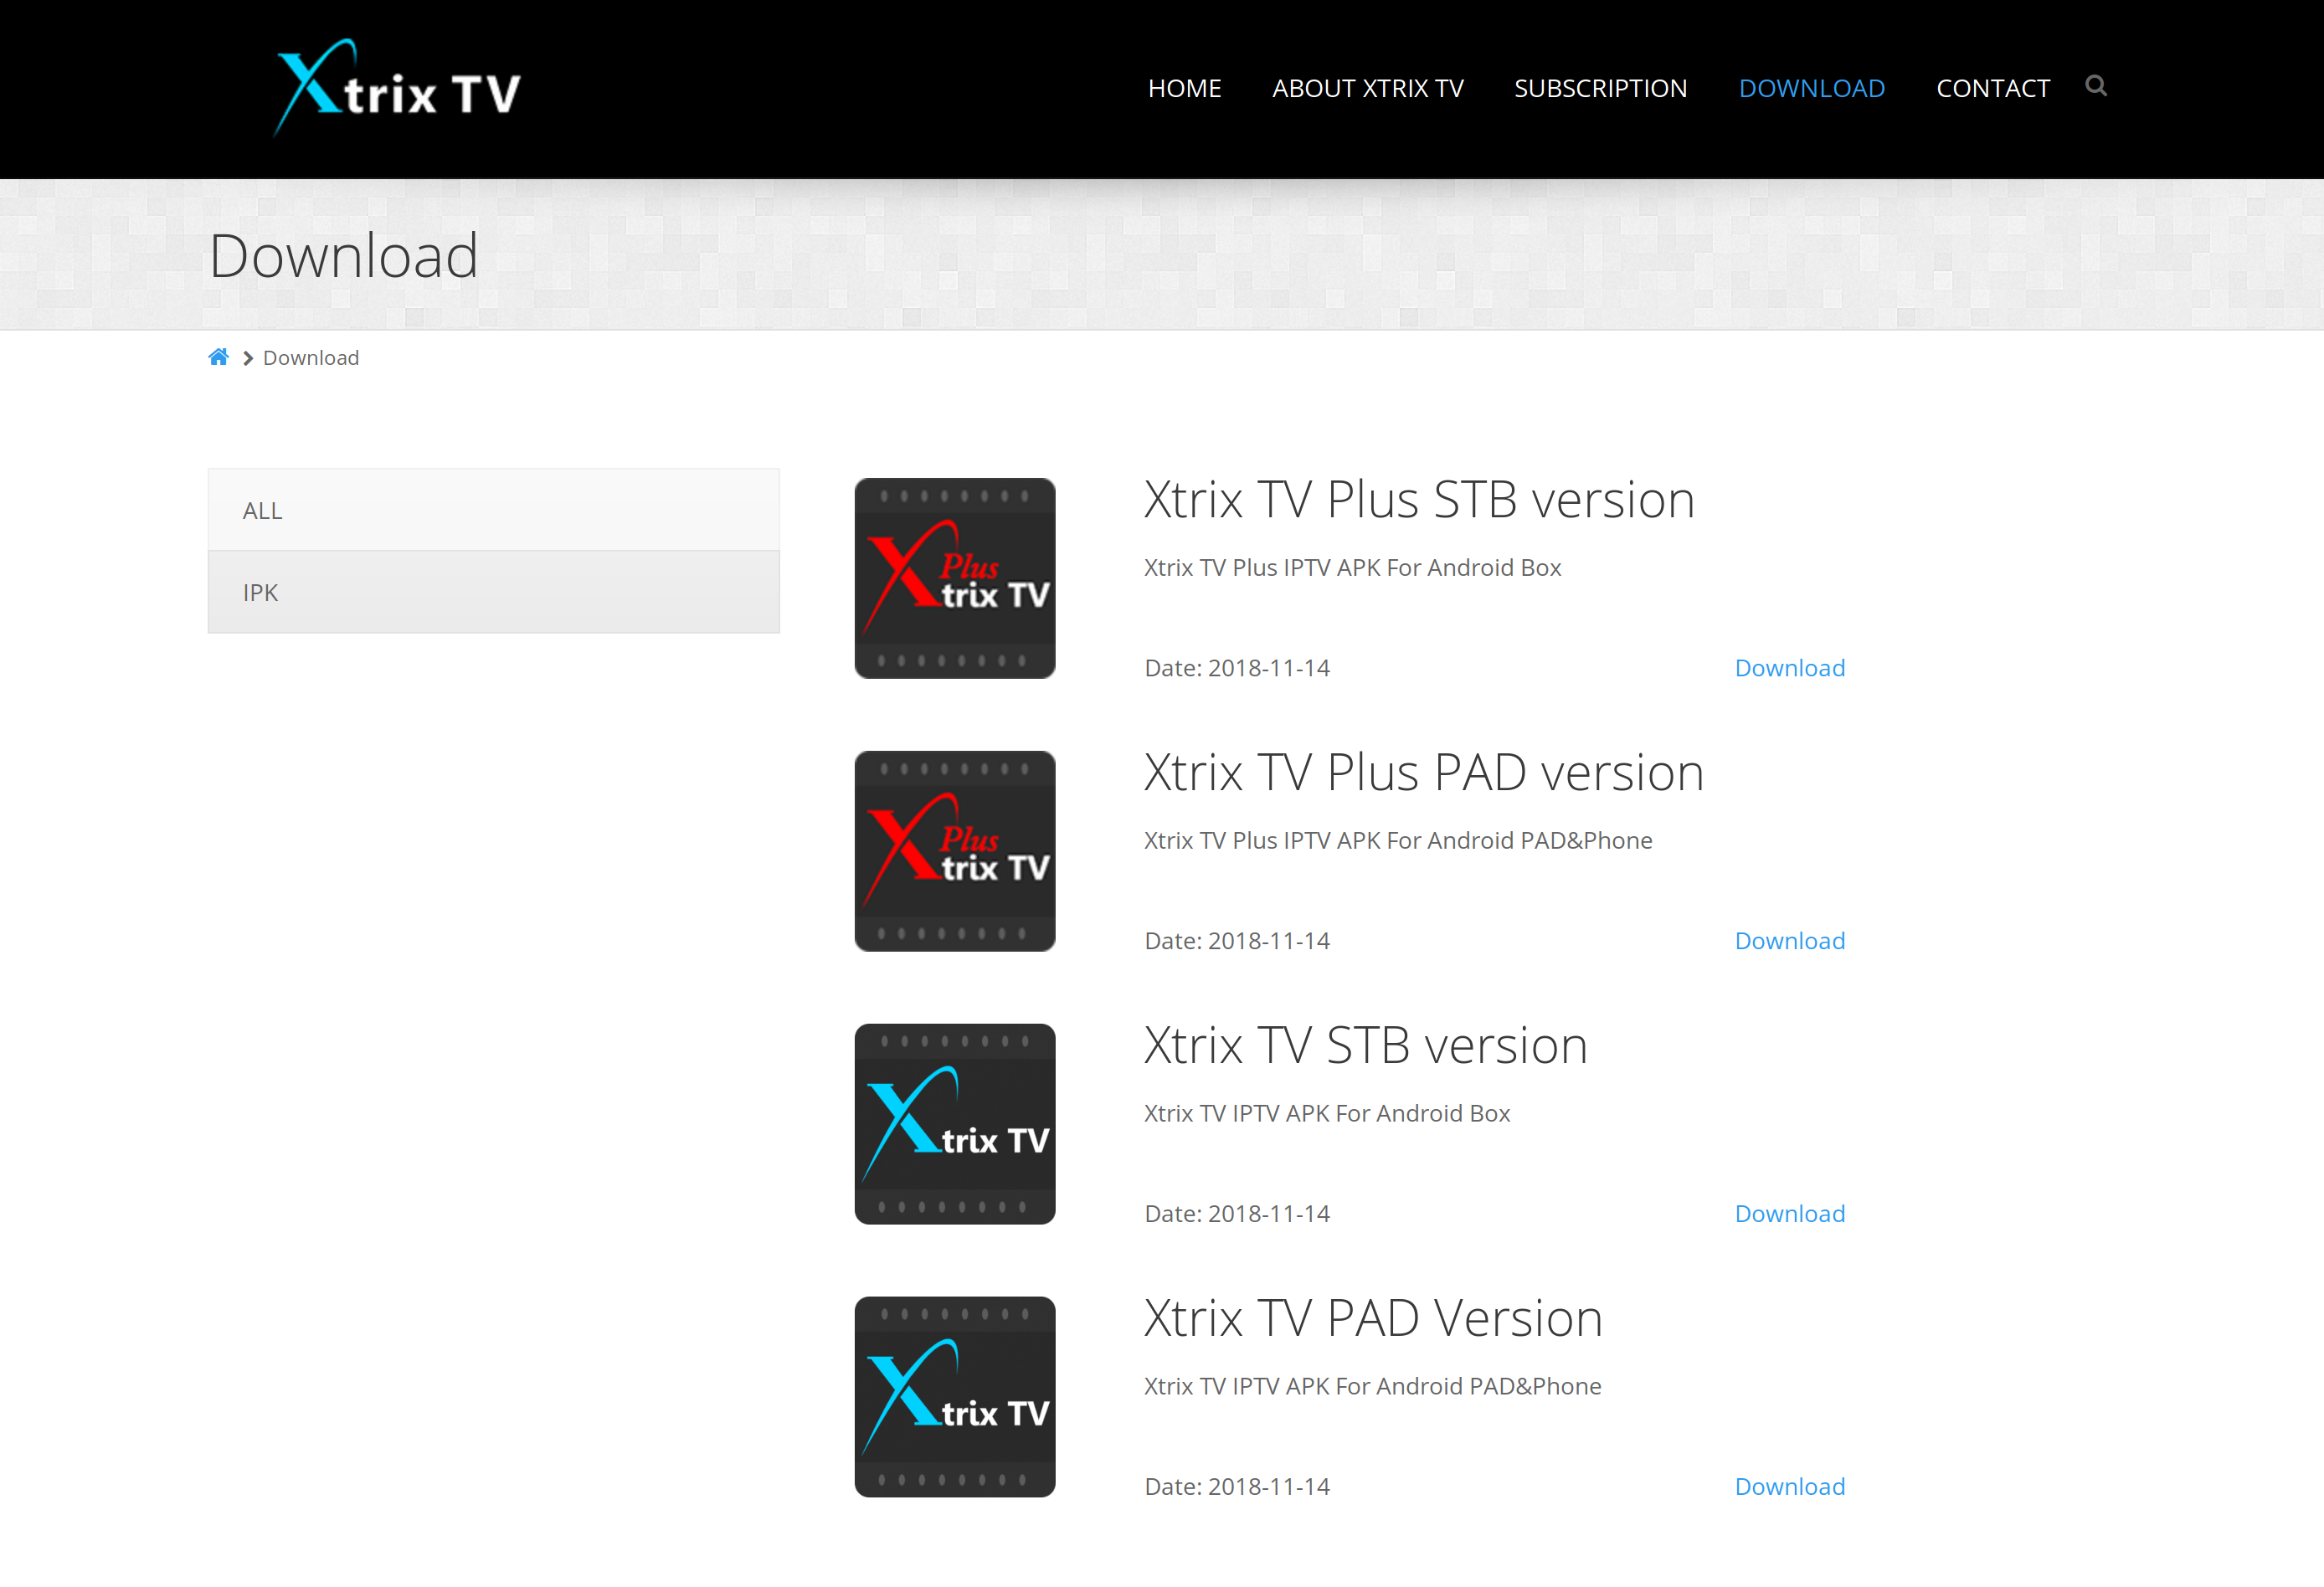 Xtrix TV
HOME
ABOUT XTRIX TV
SUBSCRIPTION
DOWNLOAD
CONTACT
Download
Download
ALL
IPK
Plus
Xtrix TV
Xtrix TV Plus STB version
Xtrix TV Plus IPTV APK For Android Box
Date: 2018-11-14
Download
Plus
Xtrix TV
Xtrix TV Plus PAD version
Xtrix TV Plus IPTV APK For Android PAD&Phone
Date: 2018-11-14
Download
Xtrix TV
Xtrix TV STB version
Xtrix TV IPTV APK For Android Box
Date: 2018-11-14
Download
Xtrix TV
Xtrix TV PAD Version
Xtrix TV IPTV APK For Android PAD&Phone
Date: 2018-11-14
Download